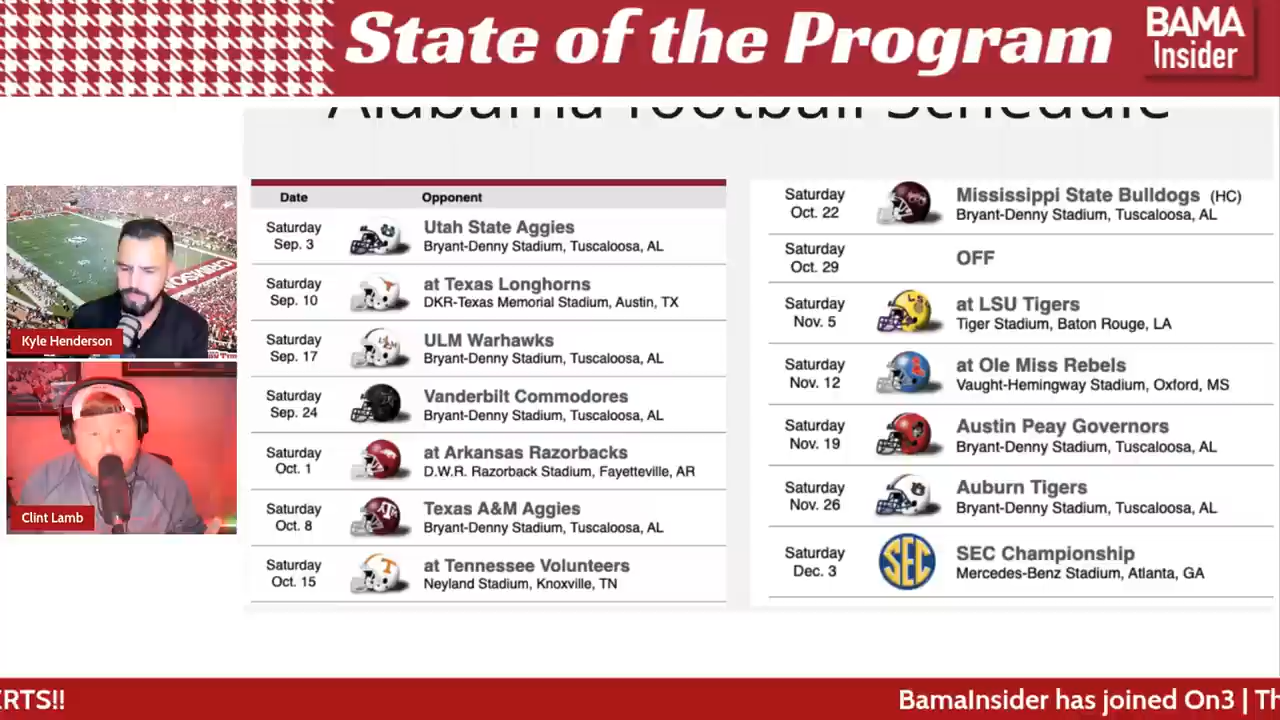 State of the Program
BAMA
Insider
Alabama football schedule
Date Opponent
Saturday
Sep. 3
Utah State Aggies
Bryant-Denny Stadium, Tuscaloosa, AL
Saturday
Sep. 10
at Texas Longhorns
DKR-Texas Memorial Stadium, Austin, TX
Saturday
Sep. 17
ULM Warhawks
Bryant-Denny Stadium, Tuscaloosa, AL
Saturday
Sep. 24
Vanderbilt Commodores
Bryant-Denny Stadium, Tuscaloosa, AL
Saturday
Oct. 1
at Arkansas Razorbacks
D.W.R. Razorback Stadium, Fayetteville, AR
Saturday
Oct. 8
Texas A&M Aggies
Bryant-Denny Stadium, Tuscaloosa, AL
Saturday
Oct. 15
at Tennessee Volunteers
Neyland Stadium, Knoxville, TN
Saturday
Oct. 22
Mississippi State Bulldogs (HC)
Bryant-Denny Stadium, Tuscaloosa, AL
Saturday
Oct. 29
OFF
Saturday
Nov. 5
at LSU Tigers
Tiger Stadium, Baton Rouge, LA
Saturday
Nov. 12
at Ole Miss Rebels
Vaught-Hemingway Stadium, Oxford, MS
Saturday
Nov. 19
Austin Peay Governors
Bryant-Denny Stadium, Tuscaloosa, AL
Saturday
Nov. 26
Auburn Tigers
Bryant-Denny Stadium, Tuscaloosa, AL
Saturday
Dec. 3
SEC
SEC Championship
Mercedes-Benz Stadium, Atlanta, GA
CRIMSON
Kyle Henderson
Clint Lamb
ERTS!!
BamaInsider has joined On3 | Th